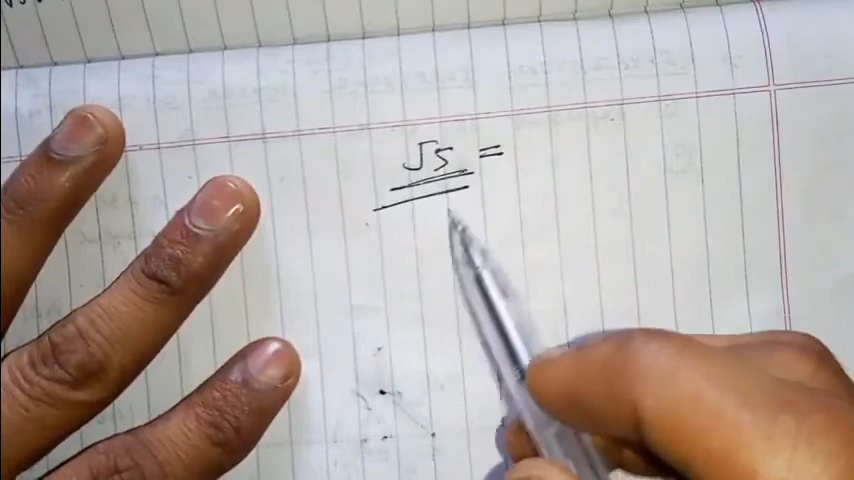 √5 =